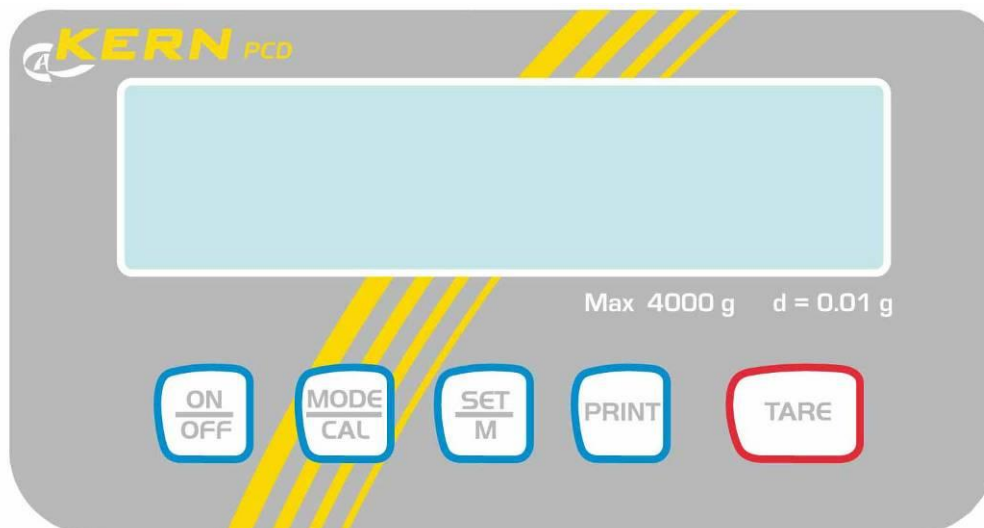 KERN PCD
Max 4000 g d = 0.01 g
ON
OFF
MODE
CAL
SET
M
PRINT
TARE